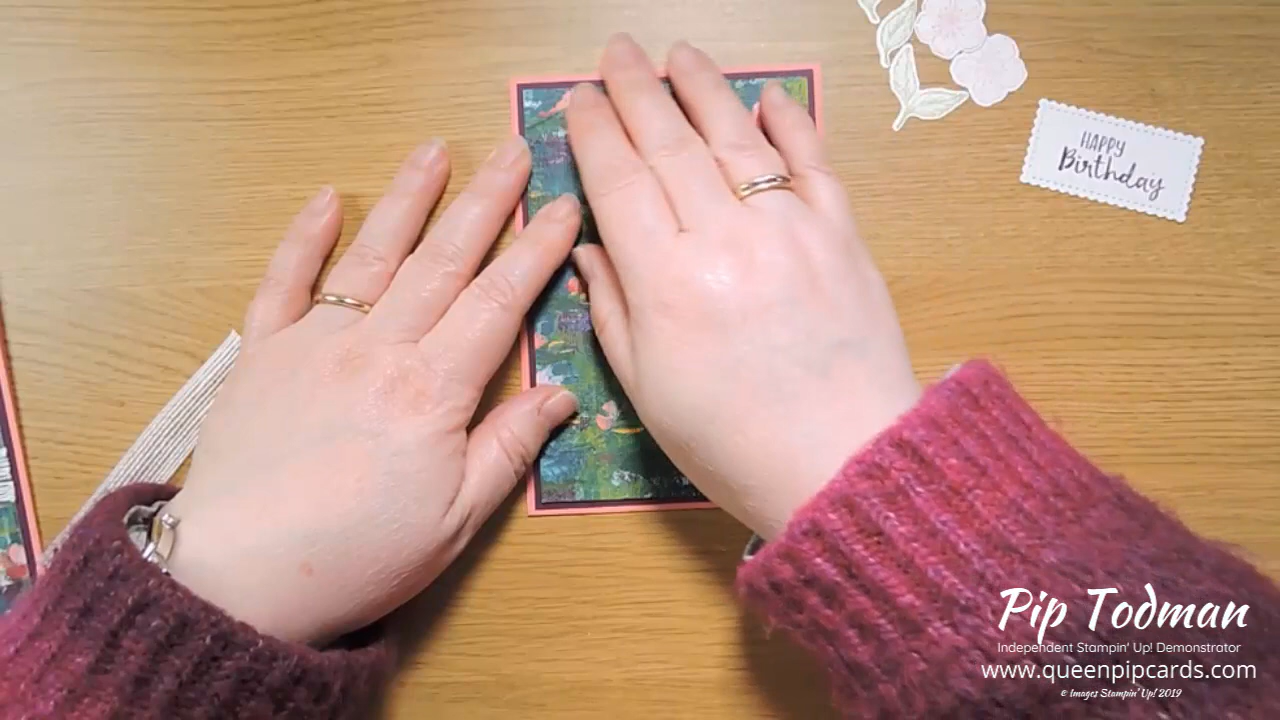 HAPPY
Birthday
Pip Todman
Independent Stampin' Up! Demonstrator
www.queenpipcards.com
© Images Stampin' Up! 2019